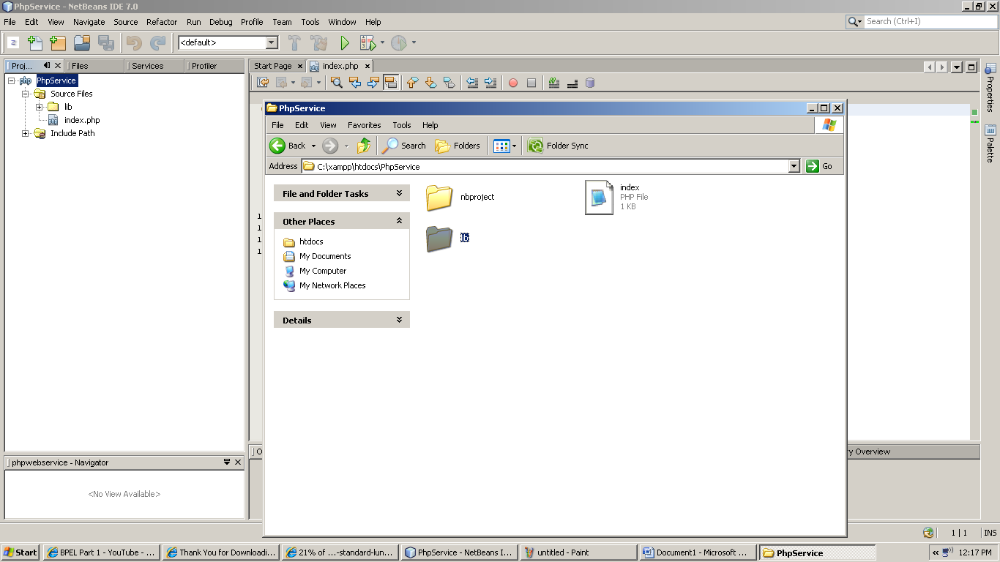 PhpService - NetBeans IDE 7.0
File Edit View Navigate Source Refactor Run Debug Profile Team Tools Window Help
Search (Ctrl+I)
<default>
Proj... Files Services Profiler
Start Page index.php
PhpService
Source Files
lib
index.php
Include Path
Properties
Palette
PhpService
File Edit View Favorites Tools Help
Back Search Folders Folder Sync
Address C:\xampp\htdocs\PhpService Go
File and Folder Tasks
Other Places
htdocs
My Documents
My Computer
My Network Places
Details
nbproject
lib
index
PHP File
1 KB
1
1
1
1
O
ry Overview
phpwebservice - Navigator
<No View Available>
1 | 1 INS
Start BPEL Part 1 - YouTube - ... Thank You for Downloadi... 21% of ...-standard-lun... PhpService - NetBeans I... untitled - Paint Document1 - Microsoft ... PhpService « 12:17 PM